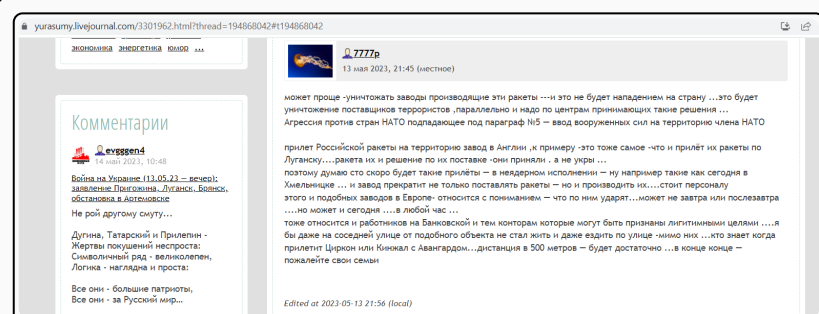 yurasumy.livejournal.com/3301962.html?thread=194868042#t194868042
экономика энергетика юмор ...
7777p
13 мая 2023, 21:45 (местное)
может проще -уничтожать заводы производящие эти ракеты ---и это не будет нападением на страну ...это будет
уничтожение поставщиков террористов ,параллельно и надо по центрам принимающих такие решения ...
Агрессия против стран НАТО подпадающее под параграф №5 — ввод вооруженных сил на территорию члена НАТО
прилет Российской ракеты на территорию завод в Англии ,к примеру -это тоже самое -что и прилёт их ракеты по
Луганску....ракета их и решение по их поставке -они приняли . а не укры ...
поэтому думаю сто скоро будет такие прилёты — в неядерном исполнении — ну например такие как сегодня в
Хмельницке ... и завод прекратит не только поставлять ракеты — но и производить их....стоит персоналу
этого и подобных заводов в Европе- относится с пониманием — что по ним ударят...может не завтра или послезавтра
....но может и сегодня ....в любой час ...
тоже относится и работников на Банковской и тем конторам которые могут быть признаны лигитимными целями ....я
бы даже на соседней улице от подобного объекта не стал жить и даже ездить по улице -мимо них ...кто знает когда
прилетит Циркон или Кинжал с Авангардом...дистанция в 500 метров — будет достаточно ...в конце конце —
пожалейте свои семьи
Edited at 2023-05-13 21:56 (local)
Комментарии
evgggen4
14 май 2023, 10:48
Война на Украине (13.05.23 — вечер):
заявление Пригожина, Луганск, Брянск,
обстановка в Артемовске
Не рой другому смуту...
Дугина, Татарский и Прилепин -
Жертвы покушений неспроста:
Символичный ряд - великолепен,
Логика - наглядна и проста:
Все они - большие патриоты,
Все они - за Русский мир...